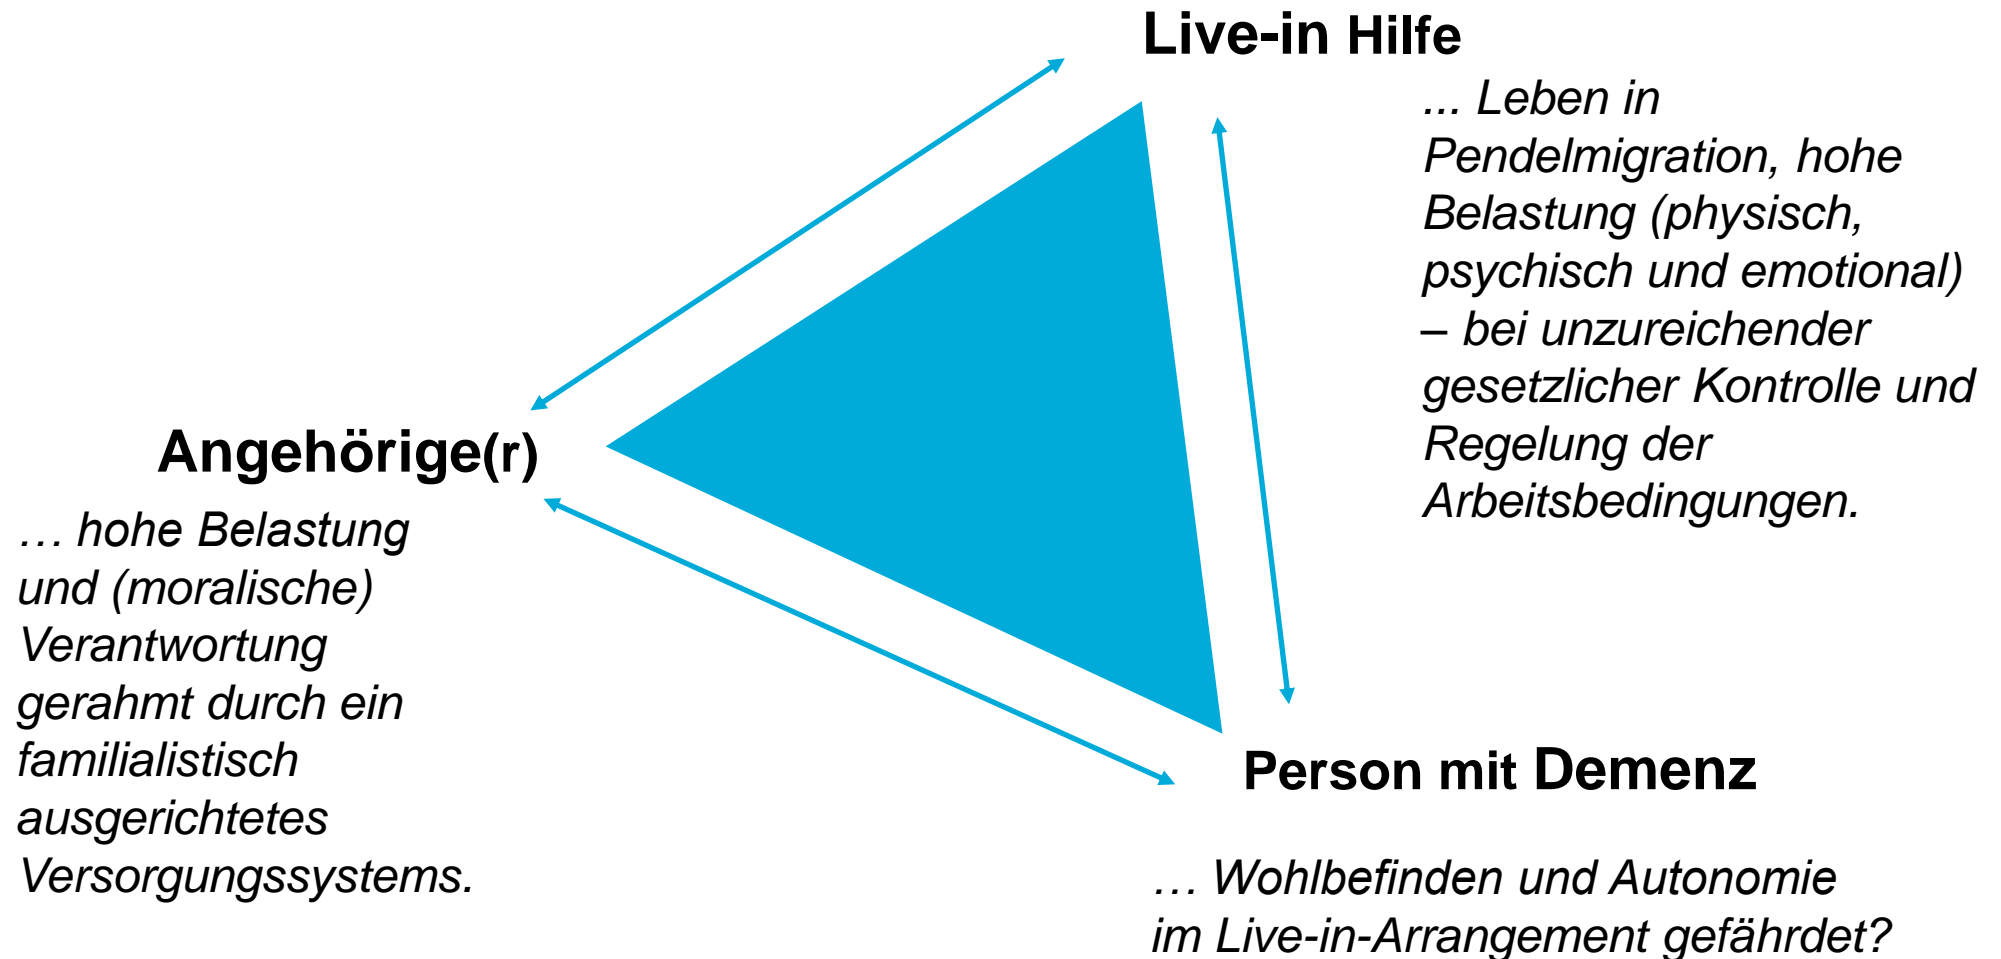 Live-in Hilfe
... Leben in
Pendelmigration, hohe
Belastung (physisch,
psychisch und emotional)
– bei unzureichender
gesetzlicher Kontrolle und
Regelung der
Arbeitsbedingungen.
Angehörige(r)
… hohe Belastung
und (moralische)
Verantwortung
gerahmt durch ein
familialistisch
ausgerichtetes
Versorgungssystems.
Person mit Demenz
… Wohlbefinden und Autonomie
im Live-in-Arrangement gefährdet?